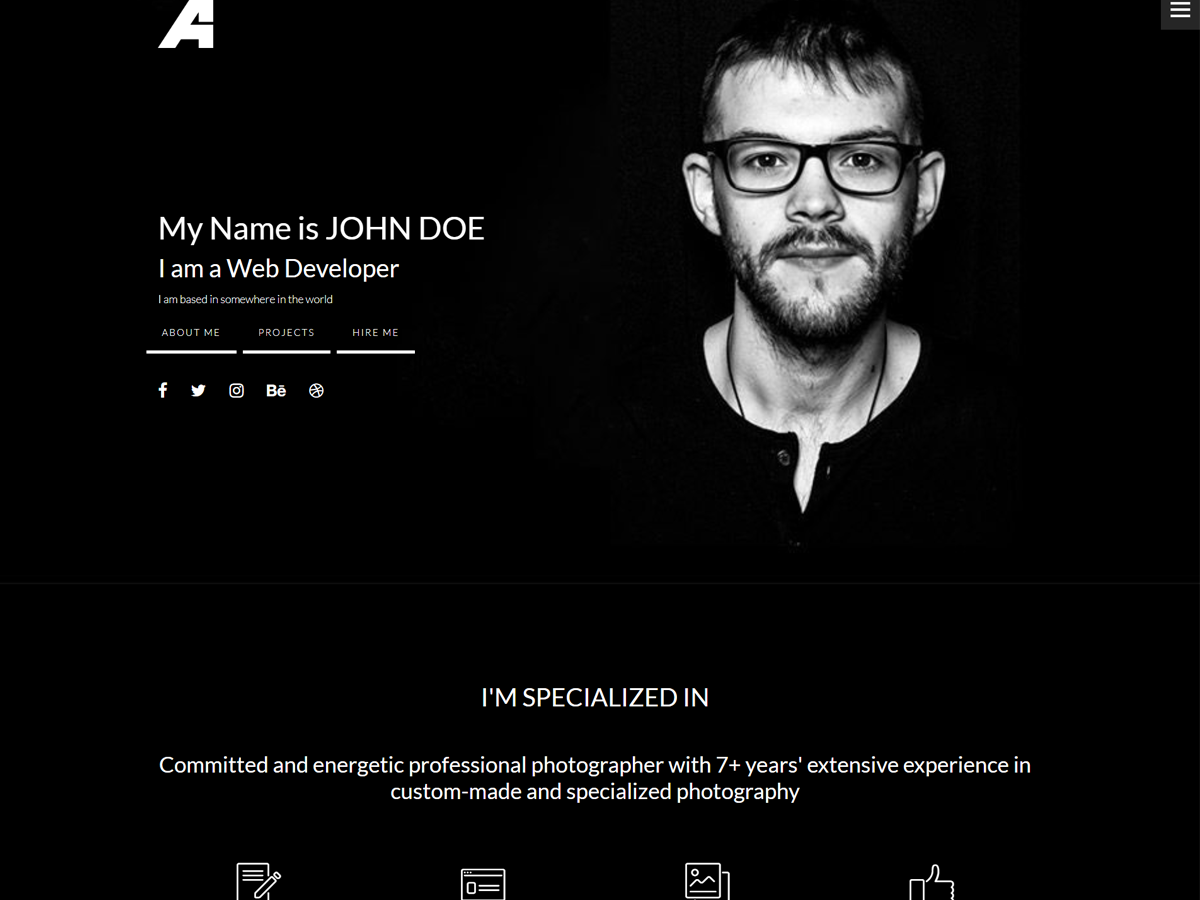 A
My Name is JOHN DOE
I am a Web Developer
I am based in somewhere in the world
ABOUT ME PROJECTS HIRE ME
Bē
I'M SPECIALIZED IN
Committed and energetic professional photographer with 7+ years' extensive experience in
custom-made and specialized photography